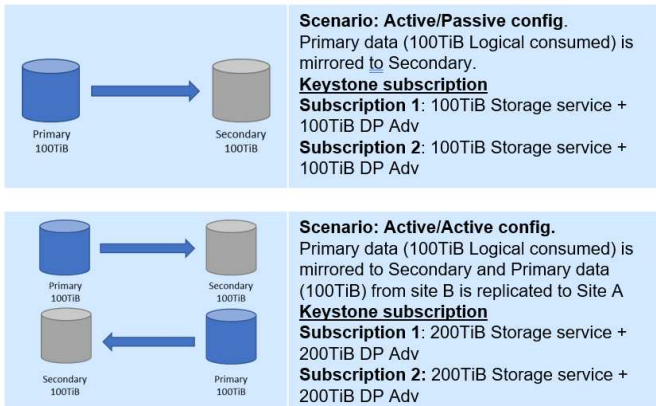 Scenario: Active/Passive config.
Primary data (100TiB Logical consumed) is
mirrored to Secondary.
Keystone subscription
Subscription 1: 100TiB Storage service +
100TiB DP Adv
Subscription 2: 100TiB Storage service +
100TiB DP Adv
Primary
100TiB
Secondary
100TiB
Scenario: Active/Active config.
Primary data (100TiB Logical consumed) is
mirrored to Secondary and Primary data
(100TiB) from site B is replicated to Site A
Keystone subscription
Subscription 1: 200TiB Storage service +
200TiB DP Adv
Subscription 2: 200TiB Storage service +
200TiB DP Adv
Primary
100TiB
Secondary
100TiB
Secondary
100TiB
Primary
100TiB